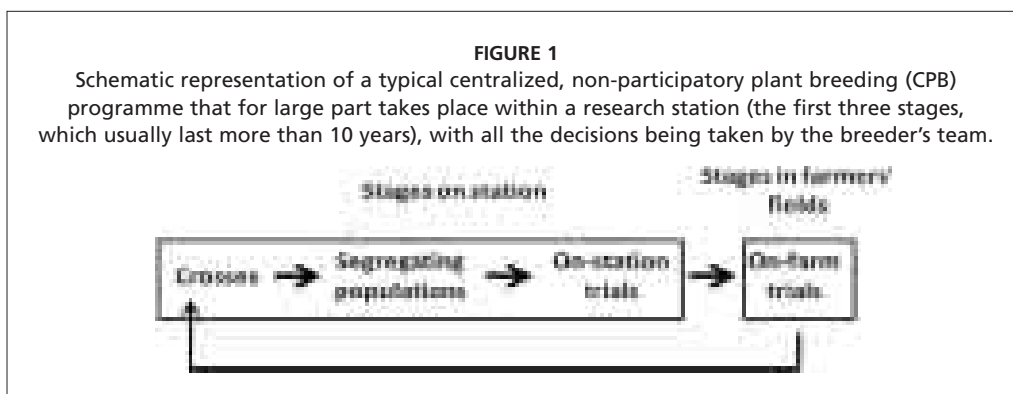 FIGURE 1
Schematic representation of a typical centralized, non-participatory plant breeding (CPB)
programme that for large part takes place within a research station (the first three stages,
which usually last more than 10 years), with all the decisions being taken by the breeder's team.
Stages on station
Stages in farmers'
fields
Crosses
Segregating
populations
On-station
trials
On-farm
trials